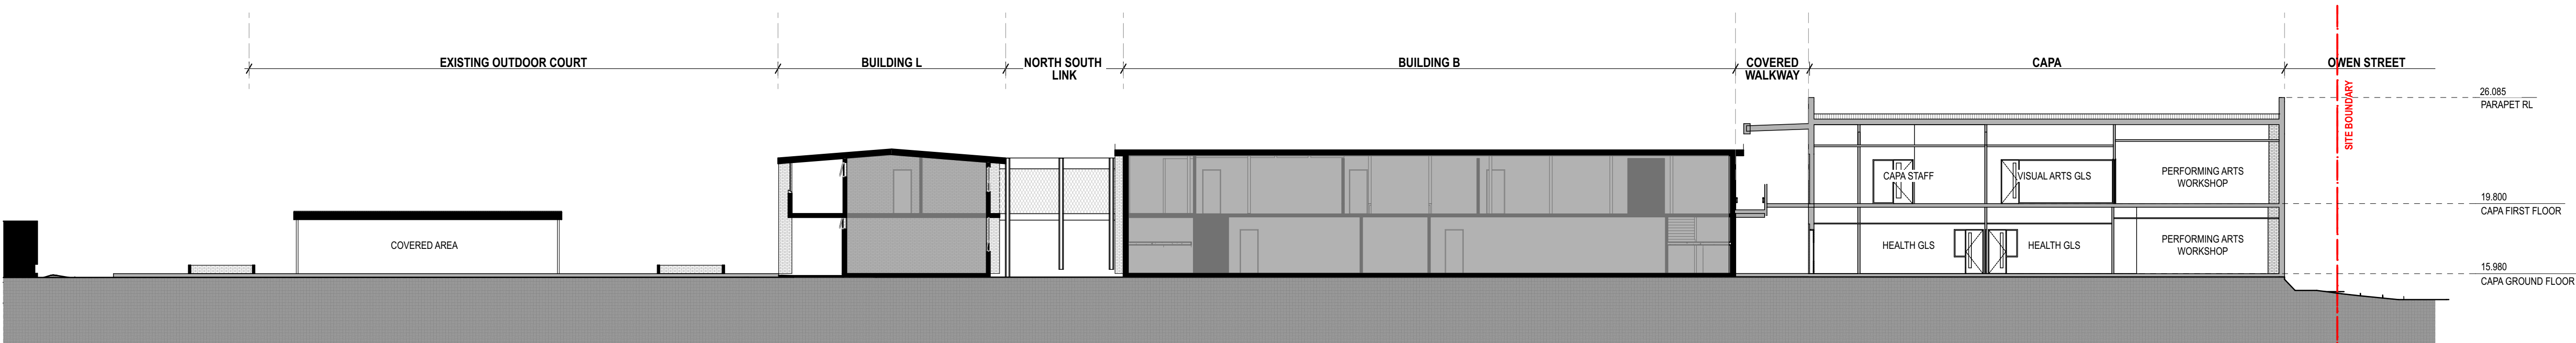 EXISTING OUTDOOR COURT
BUILDING L
NORTH SOUTH
LINK
BUILDING B
COVERED
WALKWAY
CAPA
OWEN STREET
SITE BOUNDARY
26.085
PARAPET RL
CAPA STAFF
VISUAL ARTS GLS
PERFORMING ARTS
WORKSHOP
19.800
CAPA FIRST FLOOR
COVERED AREA
HEALTH GLS
HEALTH GLS
PERFORMING ARTS
WORKSHOP
15.980
CAPA GROUND FLOOR